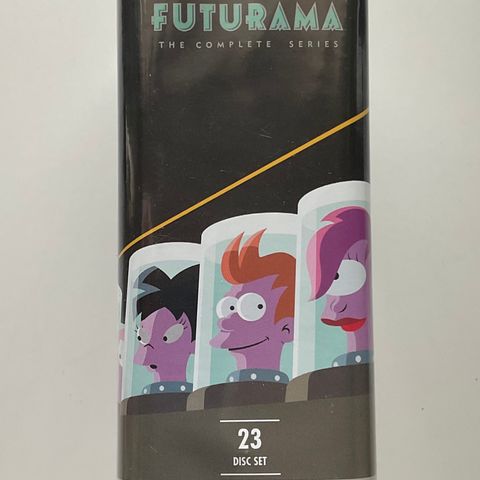 FUTURAMA
THE COMPLETE SERIES
23
DISC SET